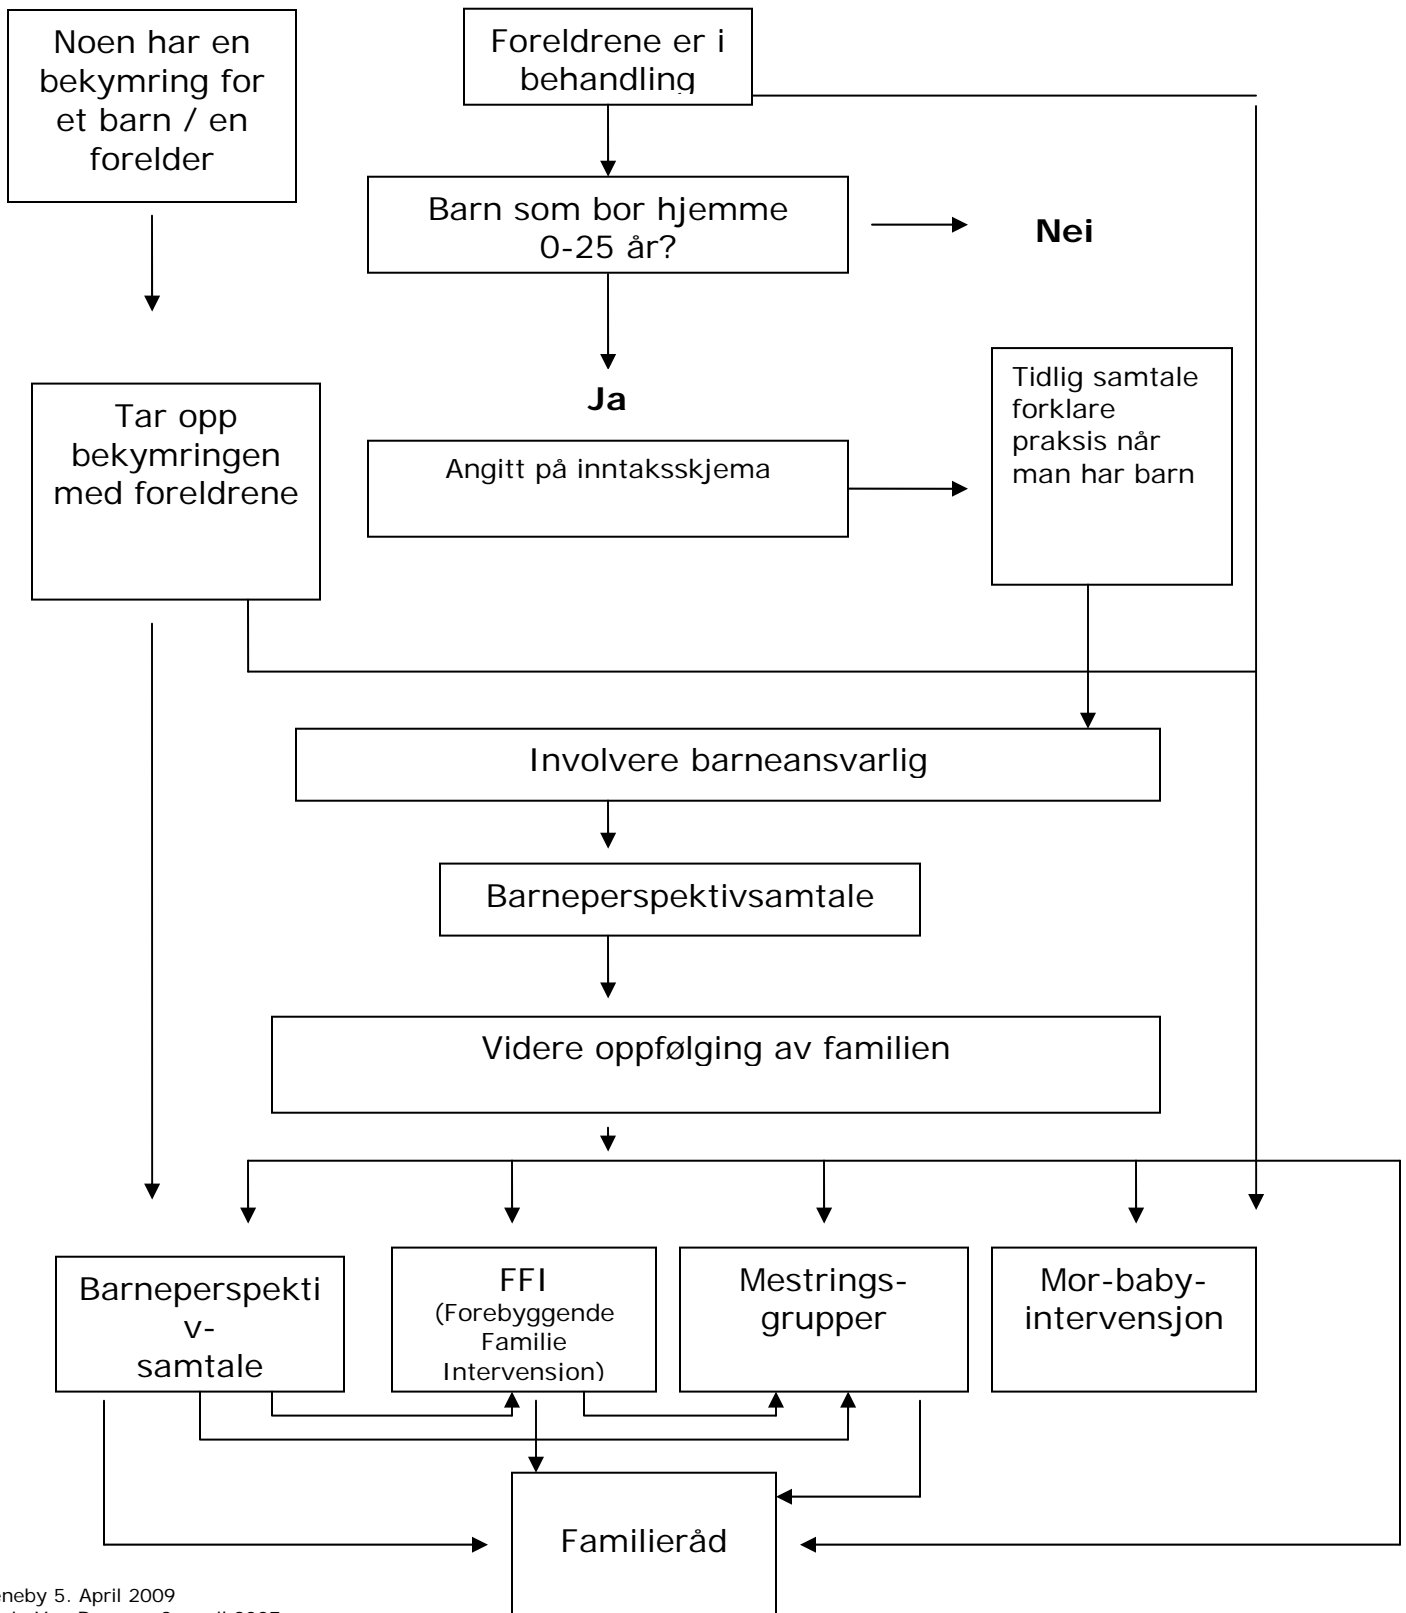 Noen har en
bekymring for
et barn / en
forelder
Foreldrene er i
behandling
Barn som bor hjemme
0-25 år?
Nei
Ja
Tar opp
bekymringen
med foreldrene
Angitt på inntaksskjema
Tidlig samtale
forklare
praksis når
man har barn
Involvere barneansvarlig
Barneperspektivsamtale
Videre oppfølging av familien
Barneperspekti
v-
samtale
FFI
(Forebyggende
Familie
Intervensjon)
Mestrings-
grupper
Mor-baby-
intervensjon
Familieråd
neby 5. April 2009